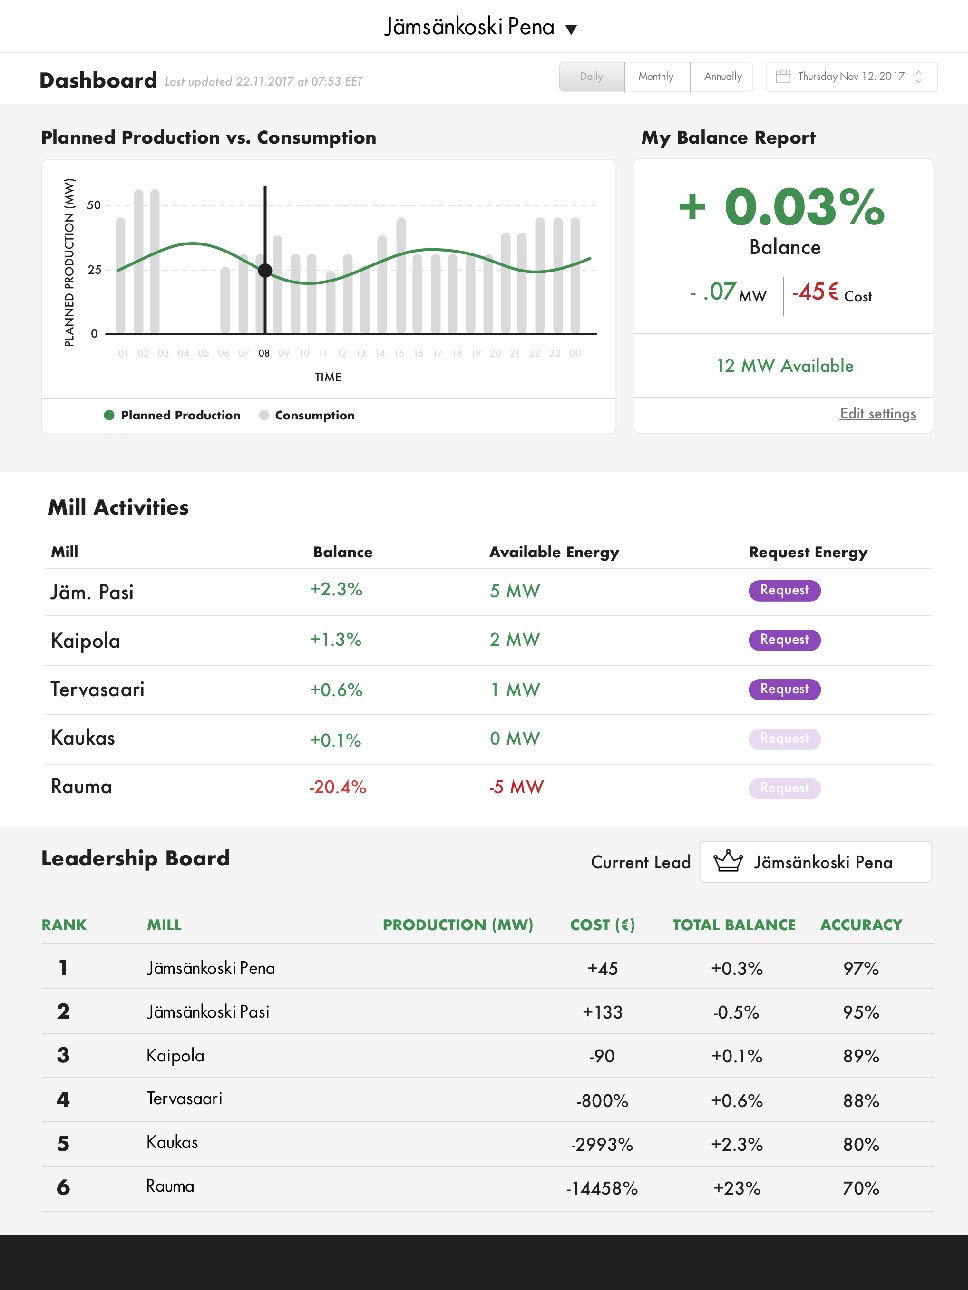 Jämsänkoski Pena ▼
Dashboard Last updated 22.11.2017 at 07:53 EET
Daily Monthly Annually Thursday Nov 12. 2017
Planned Production vs. Consumption
PLANNED PRODUCTION (MW)
50
25
0
01 02 03 04 05 06 07 08 09 10 11 12 13 14 15 16 17 18 19 20 21 22 23 00
TIME
Planned Production Consumption
My Balance Report
+ 0.03%
Balance
- .07 MW -45€ Cost
12 MW Available
Edit settings
Mill Activities
Mill Balance Available Energy Request Energy
Jäm. Pasi +2.3% 5 MW Request
Kaipola +1.3% 2 MW Request
Tervasaari +0.6% 1 MW Request
Kaukas +0.1% 0 MW Request
Rauma -20.4% -5 MW Request
Leadership Board
Current Lead Jämsänkoski Pena
RANK MILL PRODUCTION (MW) COST (€) TOTAL BALANCE ACCURACY
1 Jämsänkoski Pena +45 +0.3% 97%
2 Jämsänkoski Pasi +133 -0.5% 95%
3 Kaipola -90 +0.1% 89%
4 Tervasaari -800% +0.6% 88%
5 Kaukas -2993% +2.3% 80%
6 Rauma -14458% +23% 70%